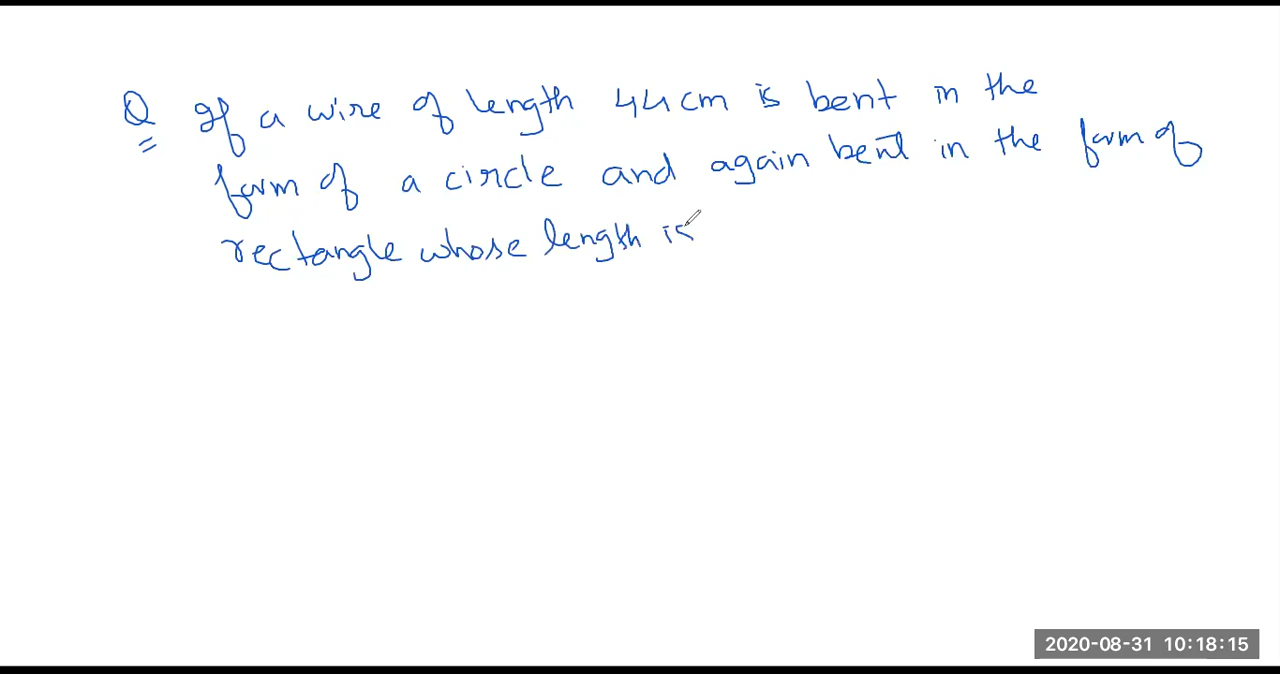 Q If a wire of length 44 cm is bent in the
form of a circle and again bent in the form of
rectangle whose length is
2020-08-31 10:18:15